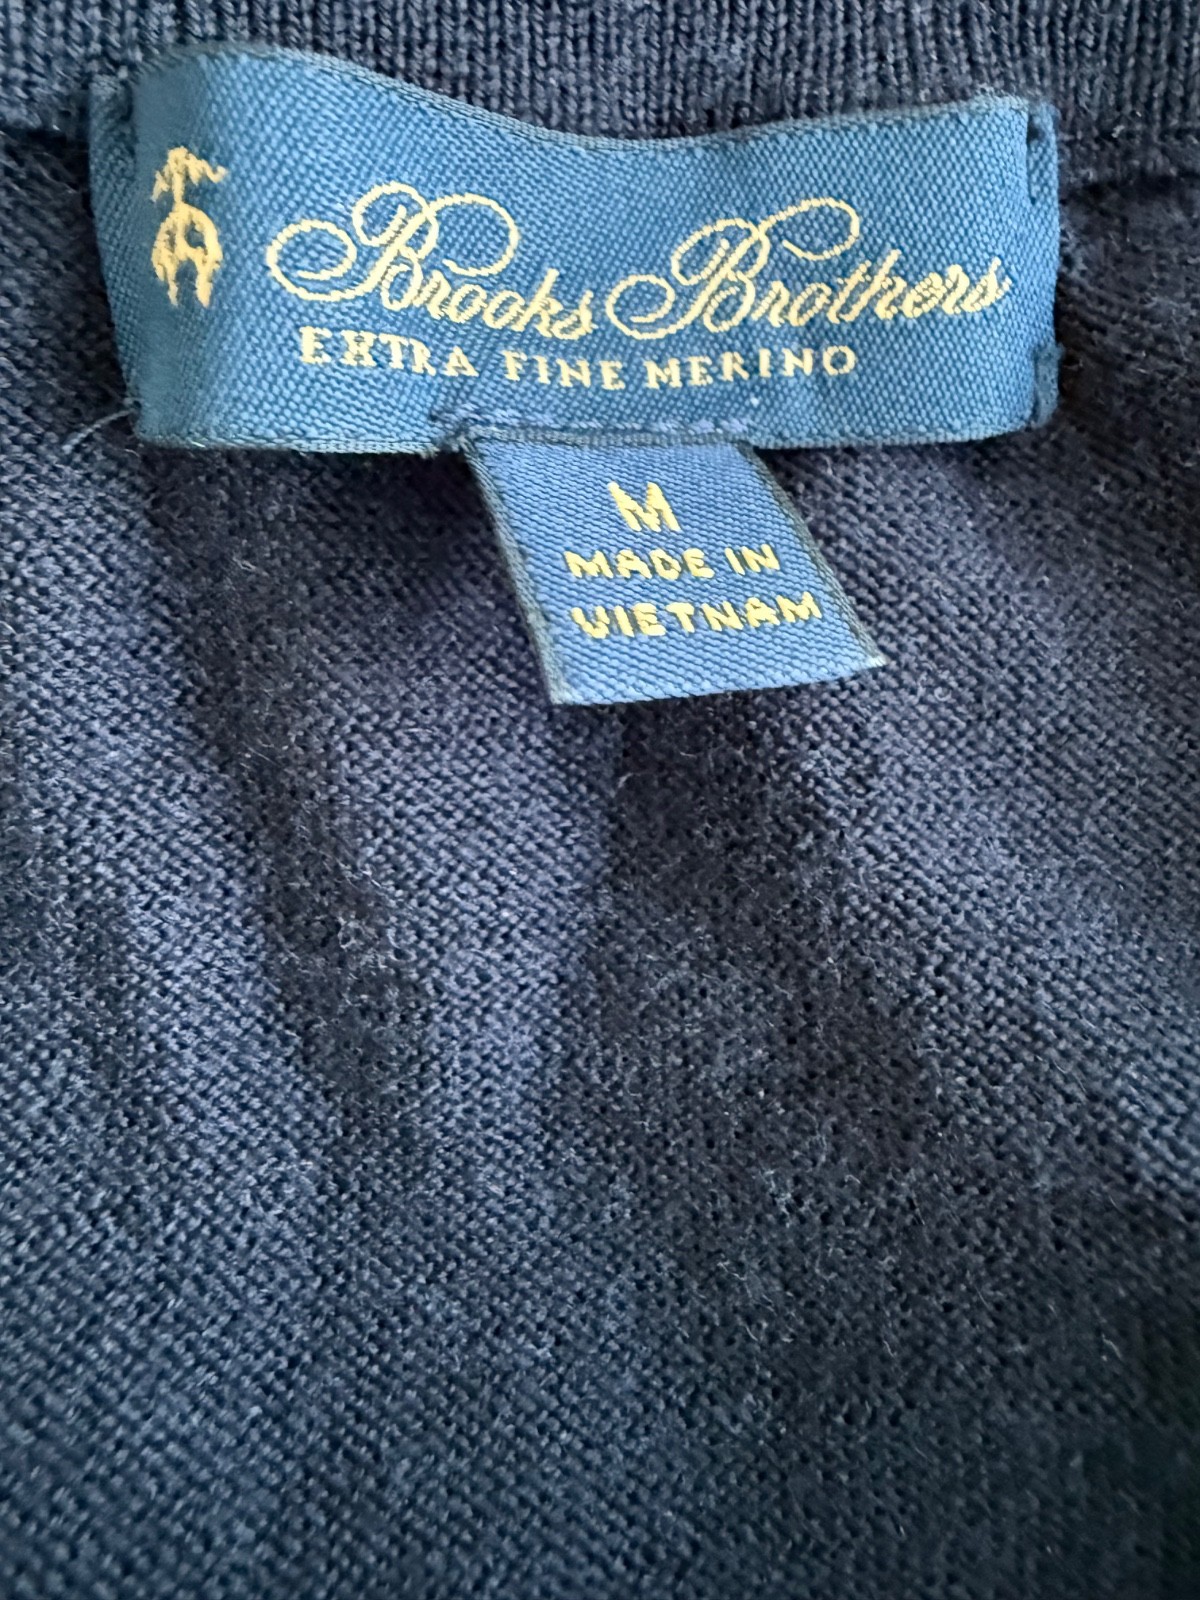 Brooks Brothers
EXTRA FINE MERINO
M
MADE IN
VIETNAM